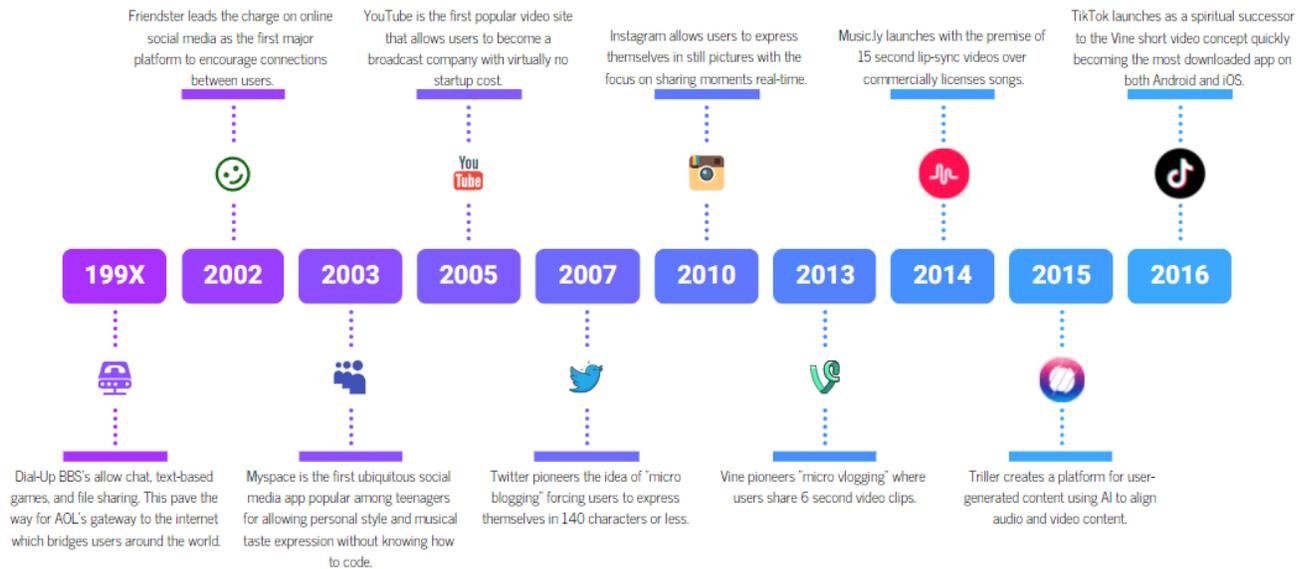 Friendster leads the charge on online
social media as the first major
platform to encourage connections
between users.
YouTube is the first popular video site
that allows users to become a
broadcast company with virtually no
startup cost.
Instagram allows users to express
themselves in still pictures with the
focus on sharing moments real-time.
Music.ly launches with the premise of
15 second lip-sync videos over
commercially licenses songs.
TikTok launches as a spiritual successor
to the Vine short video concept quickly
becoming the most downloaded app on
both Android and iOS.
You
Tube
199X
2002
2003
2005
2007
2010
2013
2014
2015
2016
Dial-Up BBS's allow chat, text-based
games, and file sharing. This pave the
way for AOL's gateway to the internet
which bridges users around the world.
Myspace is the first ubiquitous social
media app popular among teenagers
for allowing personal style and musical
taste expression without knowing how
to code.
Twitter pioneers the idea of "micro
blogging" forcing users to express
themselves in 140 characters or less.
Vine pioneers "micro vlogging" where
users share 6 second video clips.
Triller creates a platform for user-
generated content using AI to align
audio and video content.